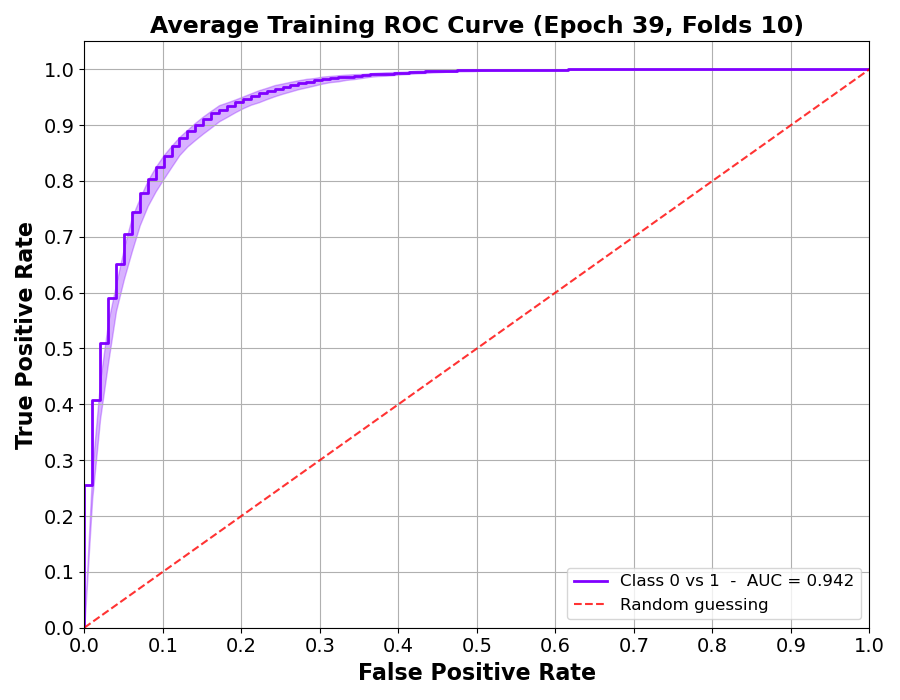 Average Training ROC Curve (Epoch 39, Folds 10)
True Positive Rate
1.0
0.9
0.8
0.7
0.6
0.5
0.4
0.3
0.2
0.1
0.0
Class 0 vs 1 - AUC = 0.942
Random guessing
0.0 0.1 0.2 0.3 0.4 0.5 0.6 0.7 0.8 0.9 1.0
False Positive Rate